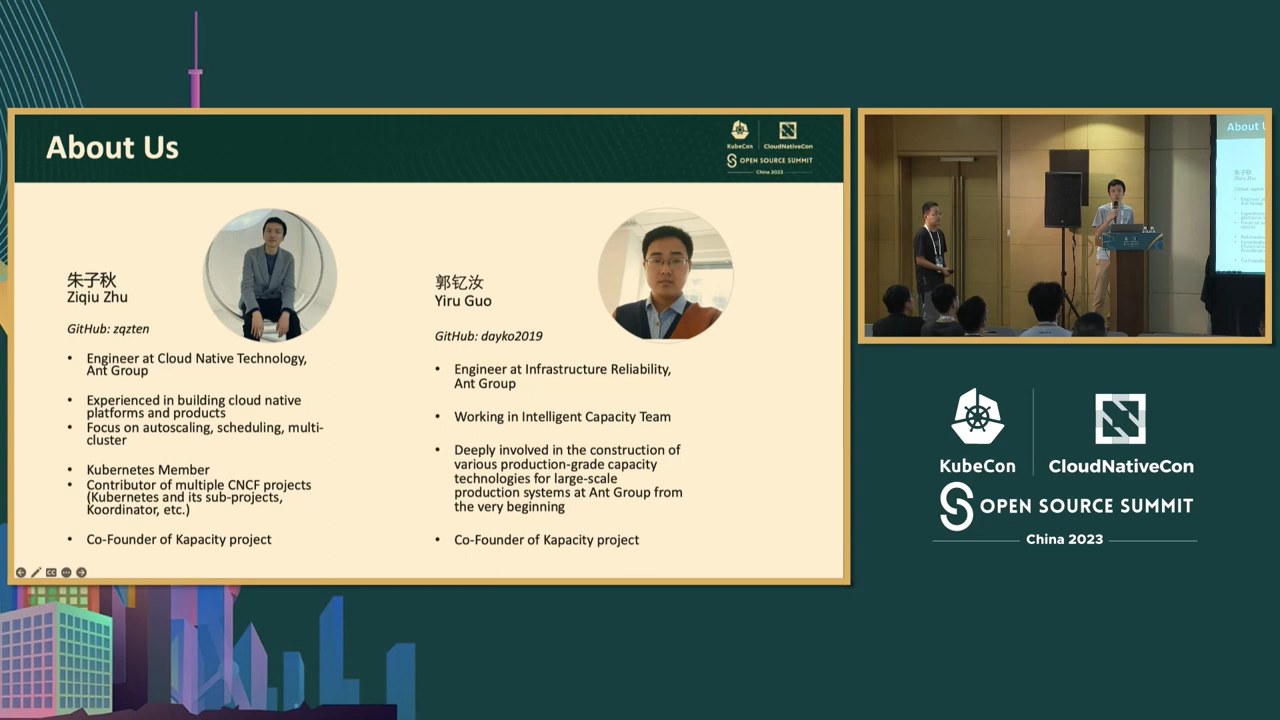 About Us
KubeCon
CloudNativeCon
OPEN SOURCE SUMMIT
China 2023
朱子秋
Ziqiu Zhu
GitHub: zqzten
• Engineer at Cloud Native Technology,
Ant Group
• Experienced in building cloud native
platforms and products
• Focus on autoscaling, scheduling, multi-
cluster
• Kubernetes Member
• Contributor of multiple CNCF projects
(Kubernetes and its sub-projects,
Koordinator, etc.)
• Co-Founder of Kapacity project
郭钇汝
Yiru Guo
GitHub: dayko2019
• Engineer at Infrastructure Reliability,
Ant Group
• Working in Intelligent Capacity Team
• Deeply involved in the construction of
various production-grade capacity
technologies for large-scale
production systems at Ant Group from
the very beginning
• Co-Founder of Kapacity project
CC
About U
朱子秋
KubeCon
CloudNativeCon
OPEN SOURCE SUMMIT
China 2023